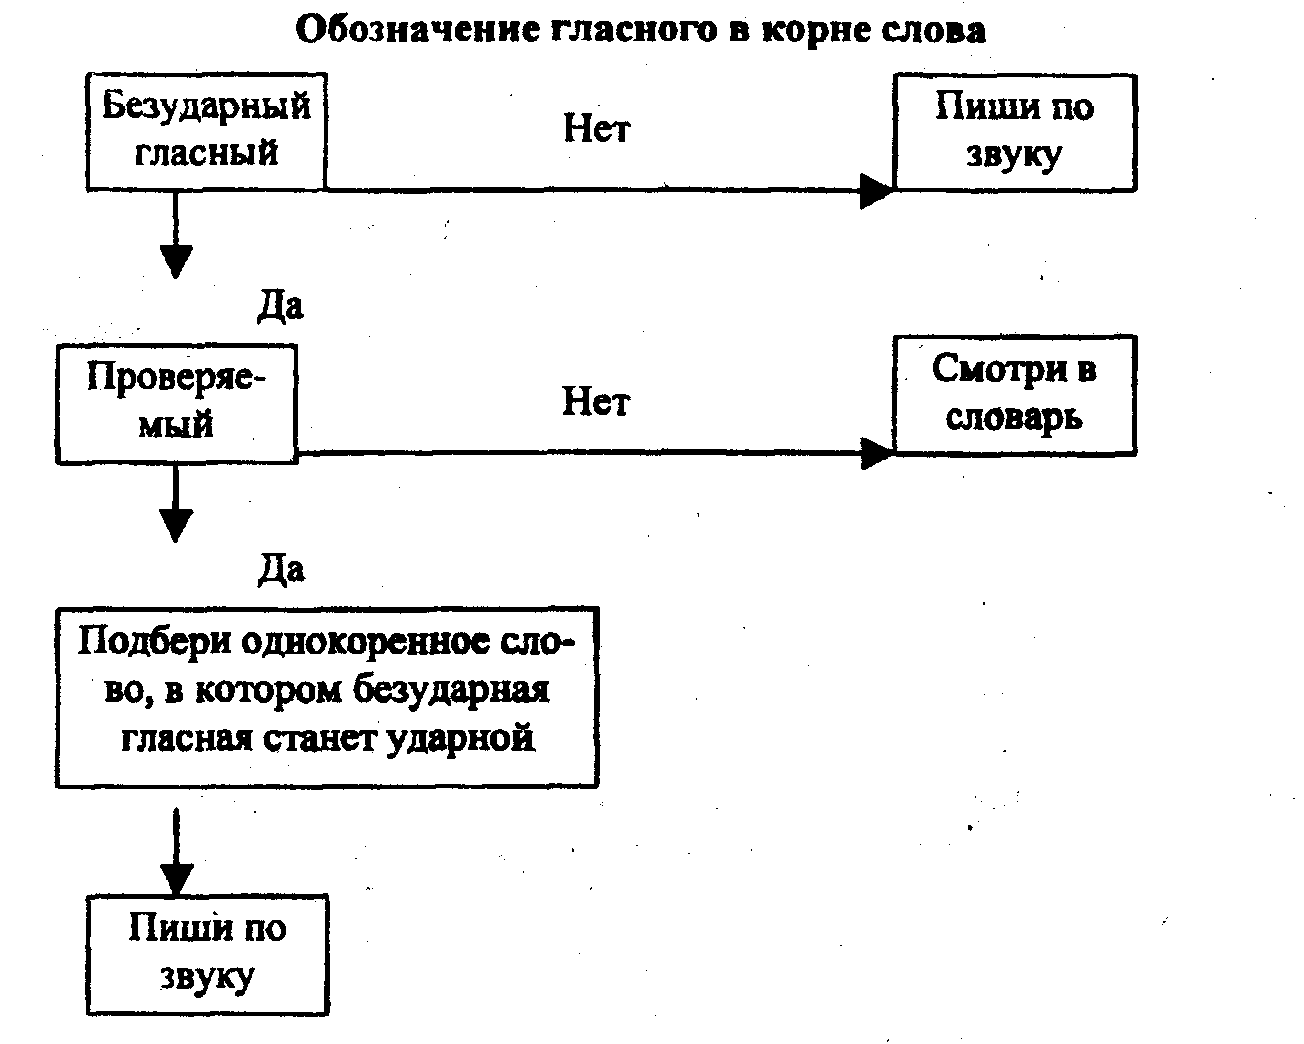 Обозначение гласного в корне слова
Безударный
гласный
Нет
Пиши по
звуку
Да
Проверяе-
мый
Нет
Смотри в
словарь
Да
Подбери однокоренное сло-
во, в котором безударная
гласная станет ударной
Пиши по
звуку